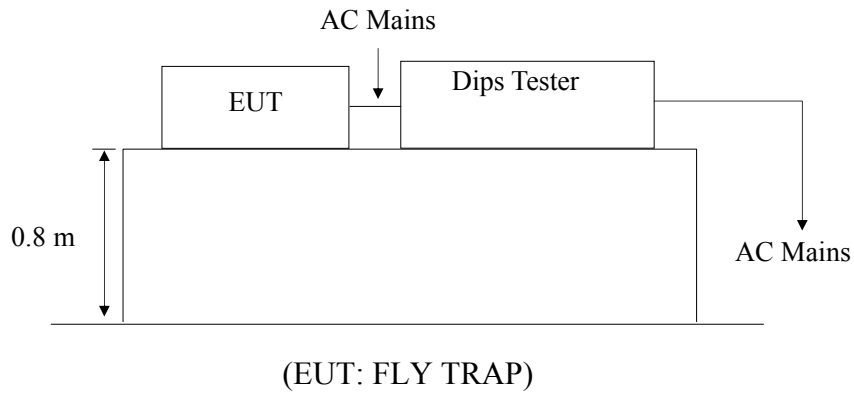 AC Mains
EUT
Dips Tester
0.8 m
AC Mains
(EUT: FLY TRAP)